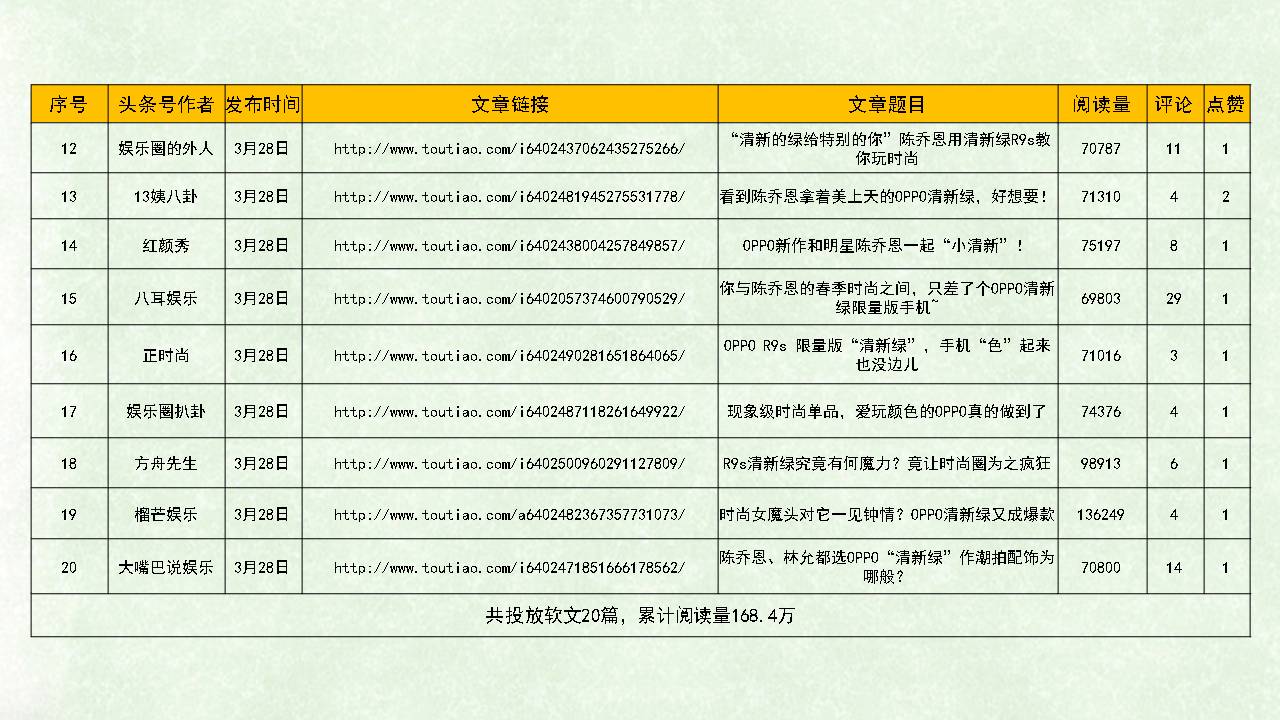 序号 头条号作者 发布时间 文章链接 文章题目 阅读量 评论 点赞
12 娱乐圈的外人 3月28日 http://www.toutiao.com/i6402437062435275266/ “清新的绿给特别的你”陈乔恩用清新绿R9s教
你玩时尚 70787 11 1
13 13姨八卦 3月28日 http://www.toutiao.com/i6402481945275531778/ 看到陈乔恩拿着美上天的OPPO清新绿，好想要！ 71310 4 2
14 红颜秀 3月28日 http://www.toutiao.com/i6402438004257849857/ OPPO新作和明星陈乔恩一起“小清新”！ 75197 8 1
15 八耳娱乐 3月28日 http://www.toutiao.com/i6402057374600790529/ 你与陈乔恩的春季时尚之间，只差了个OPPO清新
绿限量版手机~ 69803 29 1
16 正时尚 3月28日 http://www.toutiao.com/i6402490281651864065/ OPPO R9s 限量版“清新绿”，手机“色”起来
也没边儿 71016 3 1
17 娱乐圈扒卦 3月28日 http://www.toutiao.com/i6402487118261649922/ 现象级时尚单品，爱玩颜色的OPPO真的做到了 74376 4 1
18 方舟先生 3月28日 http://www.toutiao.com/i6402500960291127809/ R9s清新绿究竟有何魔力？竟让时尚圈为之疯狂 98913 6 1
19 榴芒娱乐 3月28日 http://www.toutiao.com/a6402482367357731073/ 时尚女魔头对它一见钟情？OPPO清新绿又成爆款 136249 4 1
20 大嘴巴说娱乐 3月28日 http://www.toutiao.com/i6402471851666178562/ 陈乔恩、林允都选OPPO“清新绿”作潮拍配饰为
哪般？ 70800 14 1
共投放软文20篇，累计阅读量168.4万